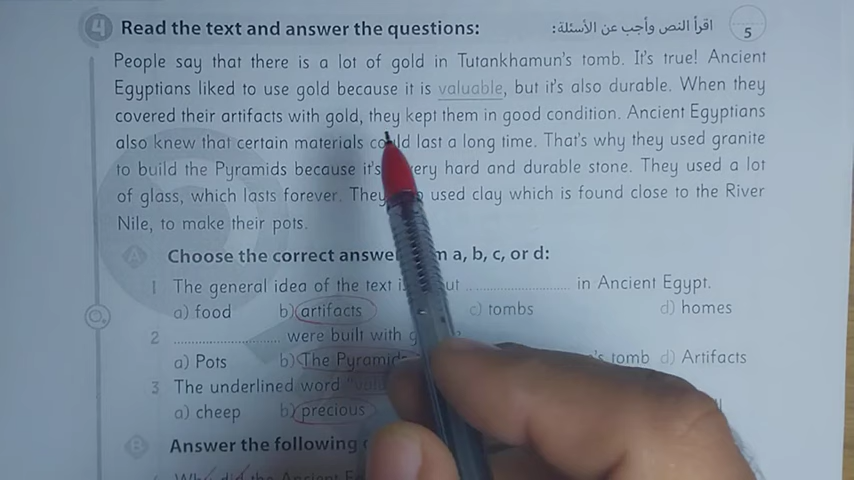 4 Read the text and answer the questions: اقرأ النص وأجب عن الأسئلة: 5
People say that there is a lot of gold in Tutankhamun's tomb. It's true! Ancient
Egyptians liked to use gold because it is valuable, but it's also durable. When they
covered their artifacts with gold, they kept them in good condition. Ancient Egyptians
also knew that certain materials could last a long time. That's why they used granite
to build the Pyramids because it's very hard and durable stone. They used a lot
of glass, which lasts forever. They used clay which is found close to the River
Nile, to make their pots.
A Choose the correct answer from a, b, c, or d:
1 The general idea of the text is ............ in Ancient Egypt.
a) food b) artifacts c) tombs d) homes
2 ............ were built with
a) Pots b) The Pyramids tomb d) Artifacts
3 The underlined word
a) cheep b) precious
B Answer the following
the Ancient